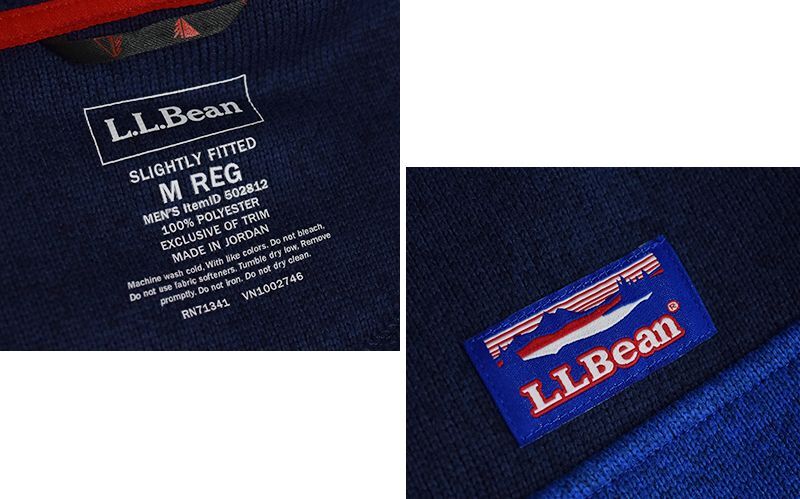 L.L.Bean
SLIGHTLY FITTED
M REG
MEN'S ItemID 502812
100% POLYESTER
EXCLUSIVE OF TRIM
MADE IN JORDAN
Machine wash cold. With like colors. Do not bleach.
Do not use fabric softeners. Tumble dry low. Remove
promptly. Do not iron. Do not dry clean.
RN71341 VN1002746
LLBean®